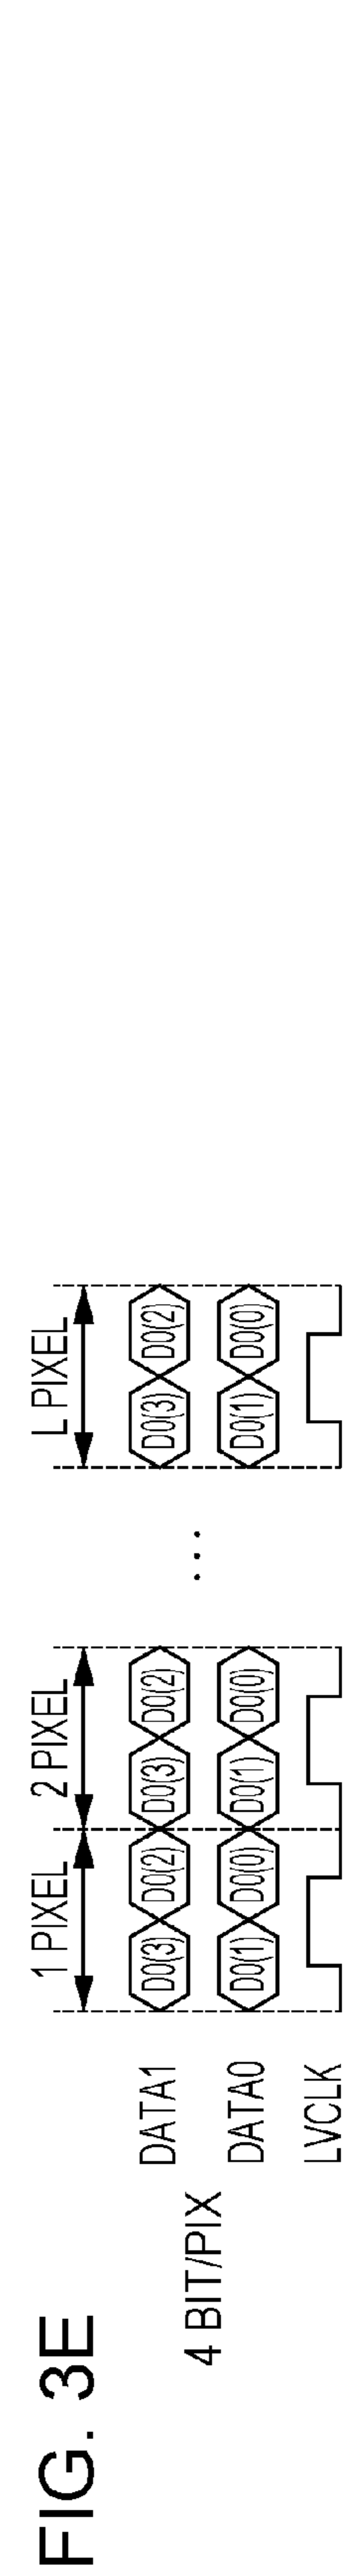 FIG. 3E
1 PIXEL 2 PIXEL L PIXEL
4 BIT/PIX
DATA1 D0(3) D0(2) D0(3) D0(2) ... D0(3) D0(2)
DATA0 D0(1) D0(0) D0(1) D0(0) D0(1) D0(0)
LVCLK